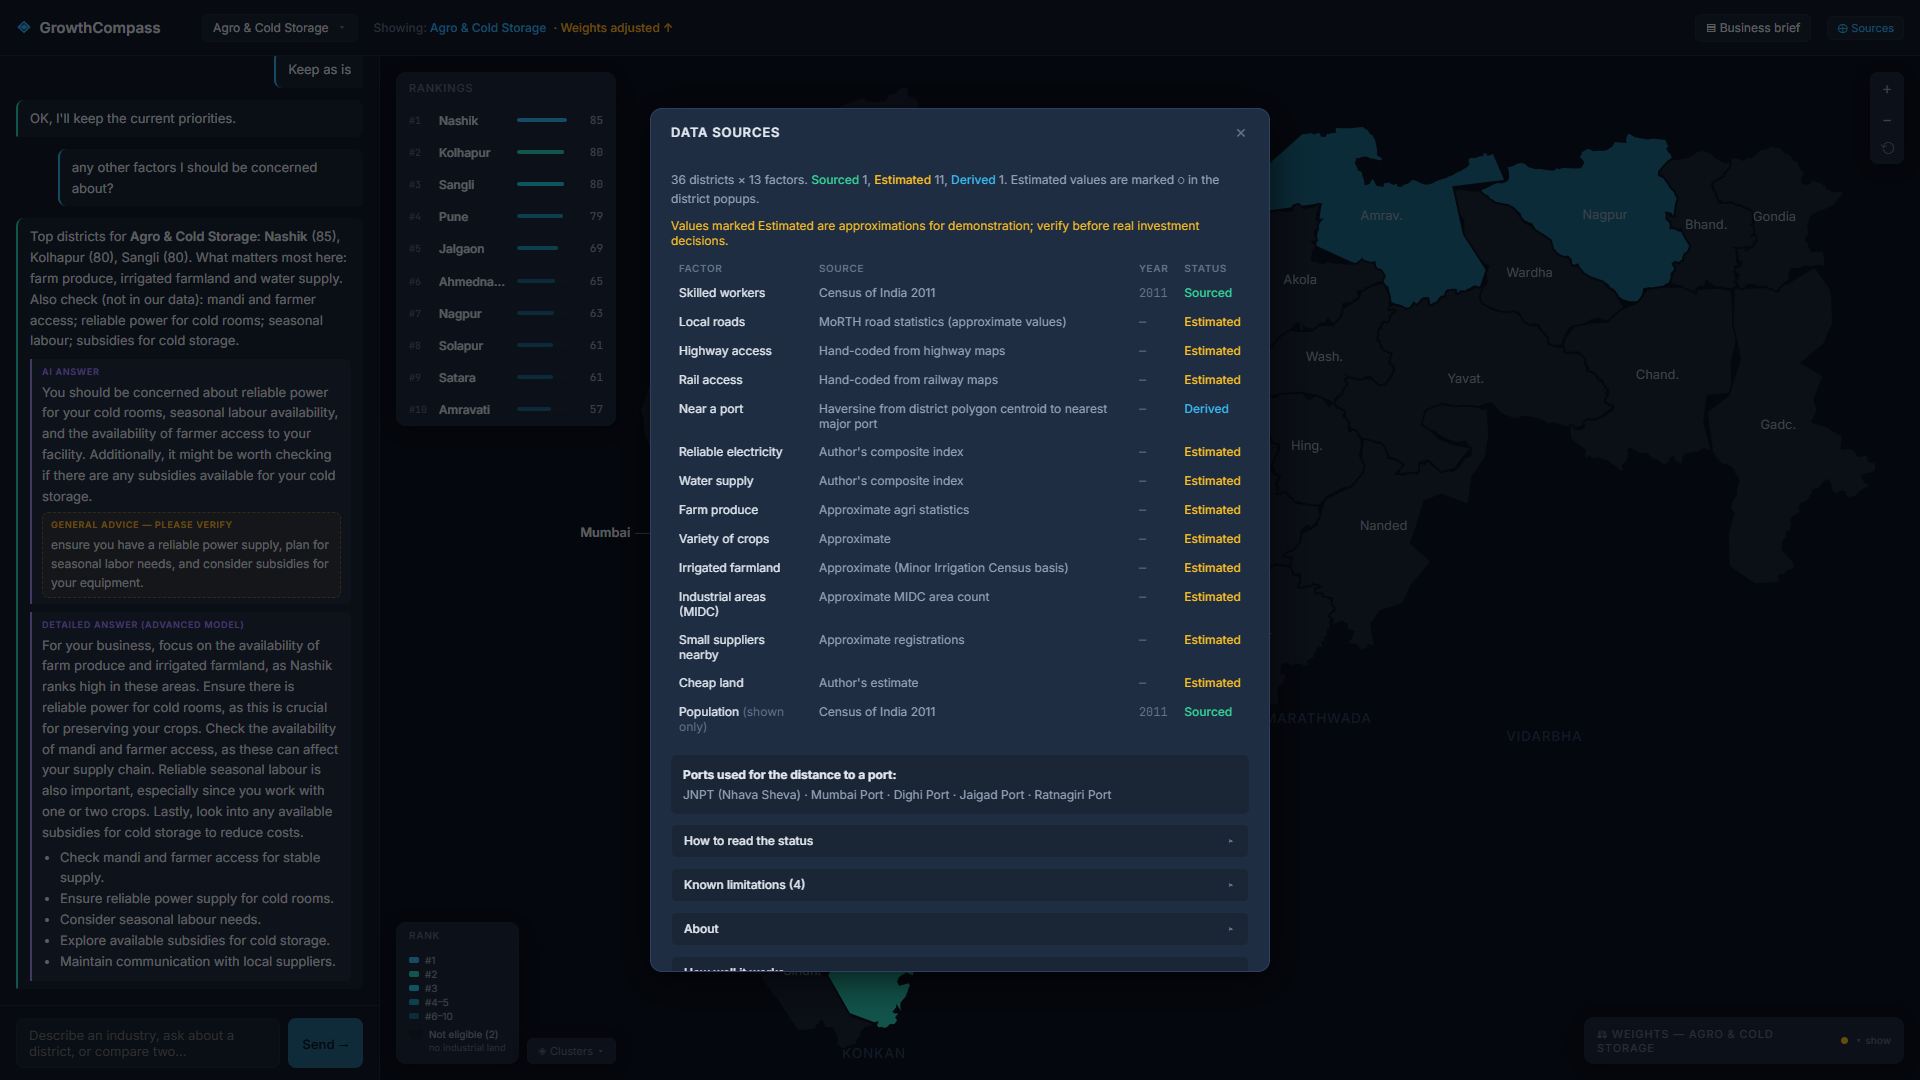 GrowthCompass
Agro & Cold Storage
Showing: Agro & Cold Storage · Weights adjusted ↑
Business brief
Sources
Keep as is
OK, I'll keep the current priorities.
any other factors I should be concerned
about?
Top districts for Agro & Cold Storage: Nashik (85),
Kolhapur (80), Sangli (80). What matters most here:
farm produce, irrigated farmland and water supply.
Also check (not in our data): mandi and farmer
access; reliable power for cold rooms; seasonal
labour; subsidies for cold storage.
AI ANSWER
You should be concerned about reliable power
for your cold rooms, seasonal labour availability,
and the availability of farmer access to your
facility. Additionally, it might be worth checking
if there are any subsidies available for your cold
storage.
GENERAL ADVICE — PLEASE VERIFY
ensure you have a reliable power supply, plan for
seasonal labor needs, and consider subsidies for
your equipment.
DETAILED ANSWER (ADVANCED MODEL)
For your business, focus on the availability of
farm produce and irrigated farmland, as Nashik
ranks high in these areas. Ensure there is
reliable power for cold rooms, as this is crucial
for preserving your crops. Check the availability
of mandi and farmer access, as these can affect
your supply chain. Reliable seasonal labour is
also important, especially since you work with
one or two crops. Lastly, look into any available
subsidies for cold storage to reduce costs.
• Check mandi and farmer access for stable
supply.
• Ensure reliable power supply for cold rooms.
• Consider seasonal labour needs.
• Explore available subsidies for cold storage.
• Maintain communication with local suppliers.
Describe an industry, ask about a
district, or compare two...
Send →
RANKINGS
#1 Nashik 85
#2 Kolhapur 80
#3 Sangli 80
#4 Pune 79
#5 Jalgaon 69
#6 Ahmedna... 65
#7 Nagpur 63
#8 Solapur 61
#9 Satara 61
#10 Amravati 57
Mumbai
RANK
#1
#2
#3
#4–5
#6–10
Not eligible (2)
no industrial land
Clusters
DATA SOURCES
×
36 districts × 13 factors. Sourced 1, Estimated 11, Derived 1. Estimated values are marked ○ in the
district popups.
Values marked Estimated are approximations for demonstration; verify before real investment
decisions.
FACTOR SOURCE YEAR STATUS
Skilled workers Census of India 2011 2011 Sourced
Local roads MoRTH road statistics (approximate values) — Estimated
Highway access Hand-coded from highway maps — Estimated
Rail access Hand-coded from railway maps — Estimated
Near a port Haversine from district polygon centroid to nearest — Derived
major port
Reliable electricity Author's composite index — Estimated
Water supply Author's composite index — Estimated
Farm produce Approximate agri statistics — Estimated
Variety of crops Approximate — Estimated
Irrigated farmland Approximate (Minor Irrigation Census basis) — Estimated
Industrial areas Approximate MIDC area count — Estimated
(MIDC)
Small suppliers Approximate registrations — Estimated
nearby
Cheap land Author's estimate — Estimated
Population (shown Census of India 2011 2011 Sourced
only)
Ports used for the distance to a port:
JNPT (Nhava Sheva) · Mumbai Port · Dighi Port · Jaigad Port · Ratnagiri Port
How to read the status
Known limitations (4)
About
How well it works
Amrav.
Nagpur
Bhand.
Gondia
Akola
Wardha
Wash.
Yavat.
Chand.
Gadc.
Hing.
Nanded
MARATHWADA
VIDARBHA
KONKAN
+
−
WEIGHTS — AGRO & COLD
STORAGE
show